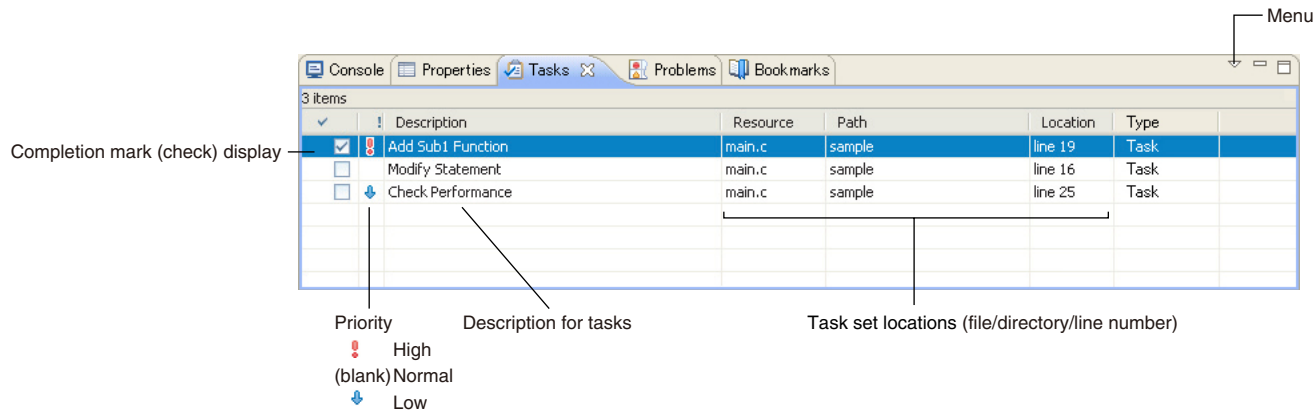 Menu
Console Properties Tasks Problems Bookmarks
3 items
! Description Resource Path Location Type
Completion mark (check) display
Add Sub1 Function main.c sample line 19 Task
Modify Statement main.c sample line 16 Task
Check Performance main.c sample line 25 Task
Priority Description for tasks Task set locations (file/directory/line number)
High
(blank) Normal
Low